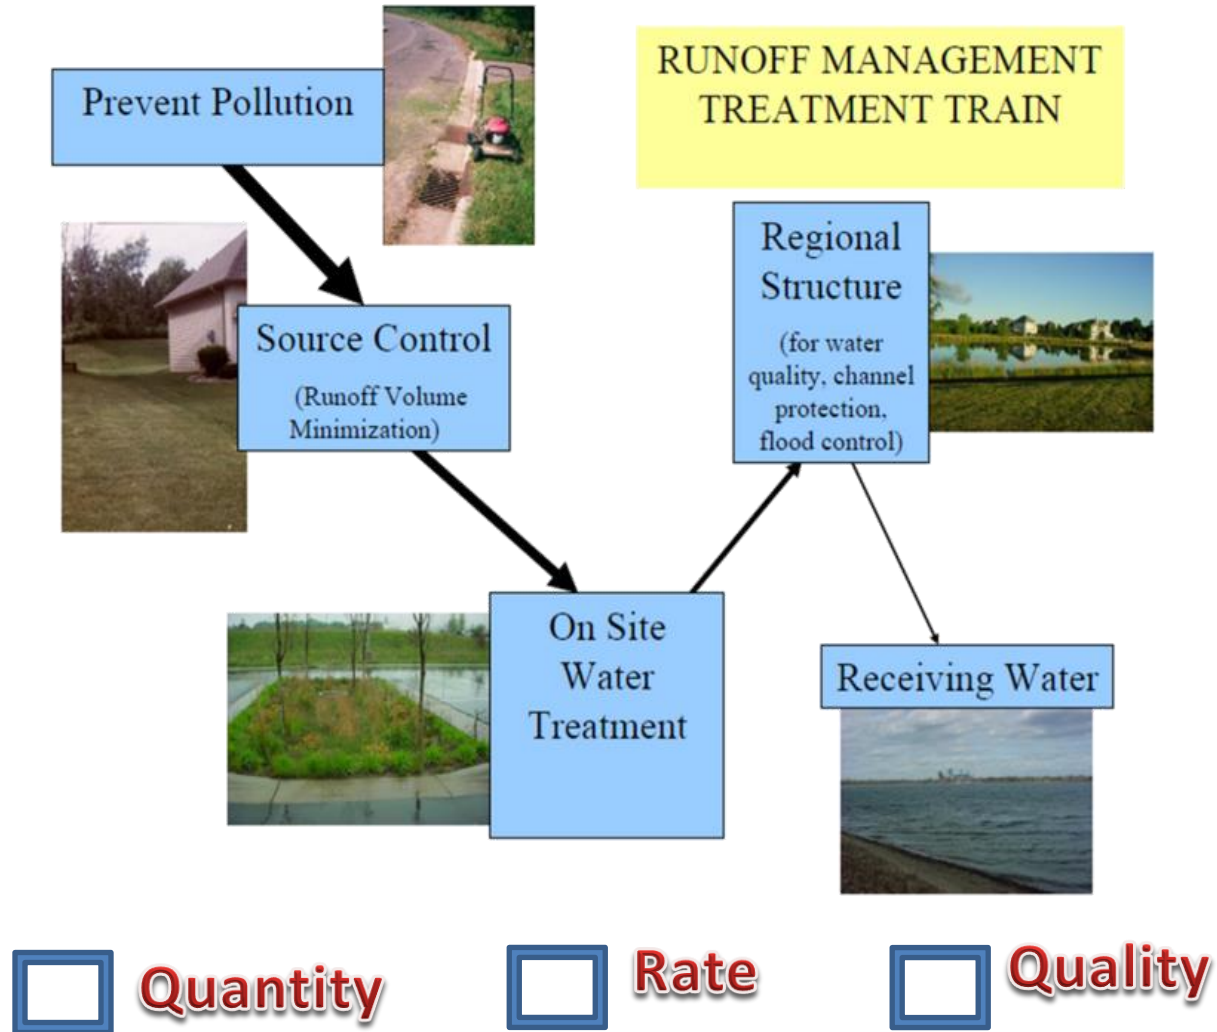 RUNOFF MANAGEMENT
TREATMENT TRAIN
Prevent Pollution
Source Control
(Runoff Volume
Minimization)
On Site
Water
Treatment
Regional
Structure
(for water
quality, channel
protection,
flood control)
Receiving Water
Quantity
Rate
Quality